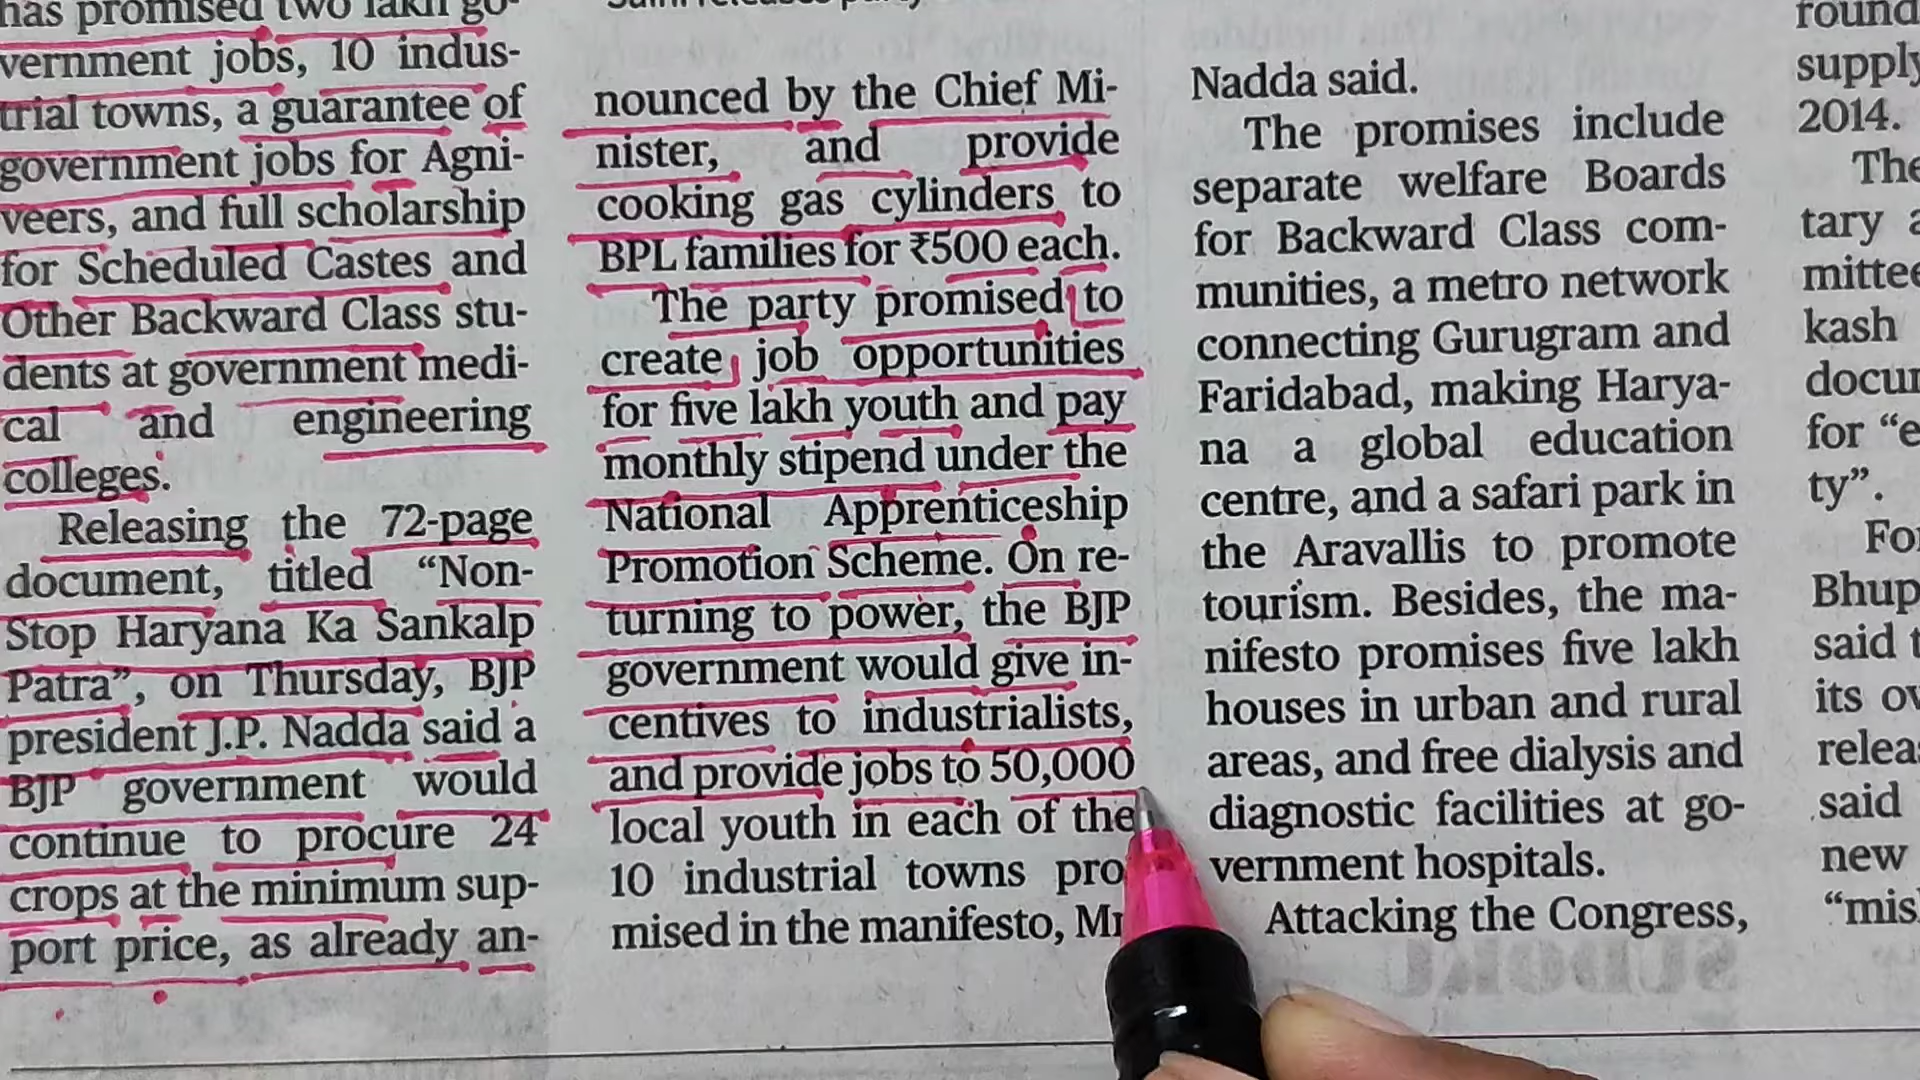 has promised two lakh go-
vernment jobs, 10 indus-
trial towns, a guarantee of
government jobs for Agni-
veers, and full scholarship
for Scheduled Castes and
Other Backward Class stu-
dents at government medi-
cal and engineering
colleges.
Releasing the 72-page
document, titled “Non-
Stop Haryana Ka Sankalp
Patra”, on Thursday, BJP
president J.P. Nadda said a
BJP government would
continue to procure 24
crops at the minimum sup-
port price, as already an-
nounced by the Chief Mi-
nister, and provide
cooking gas cylinders to
BPL families for ₹500 each.
The party promised to
create job opportunities
for five lakh youth and pay
monthly stipend under the
National Apprenticeship
Promotion Scheme. On re-
turning to power, the BJP
government would give in-
centives to industrialists,
and provide jobs to 50,000
local youth in each of the
10 industrial towns pro
mised in the manifesto, Mr
Nadda said.
The promises include
separate welfare Boards
for Backward Class com-
munities, a metro network
connecting Gurugram and
Faridabad, making Harya-
na a global education
centre, and a safari park in
the Aravallis to promote
tourism. Besides, the ma-
nifesto promises five lakh
houses in urban and rural
areas, and free dialysis and
diagnostic facilities at go-
vernment hospitals.
Attacking the Congress,
round
supply
2014.
The
tary a
mittee
kash
docum
for “e
ty”.
For
Bhup
said t
its ov
relea
said
new
“mis
SUDOKU